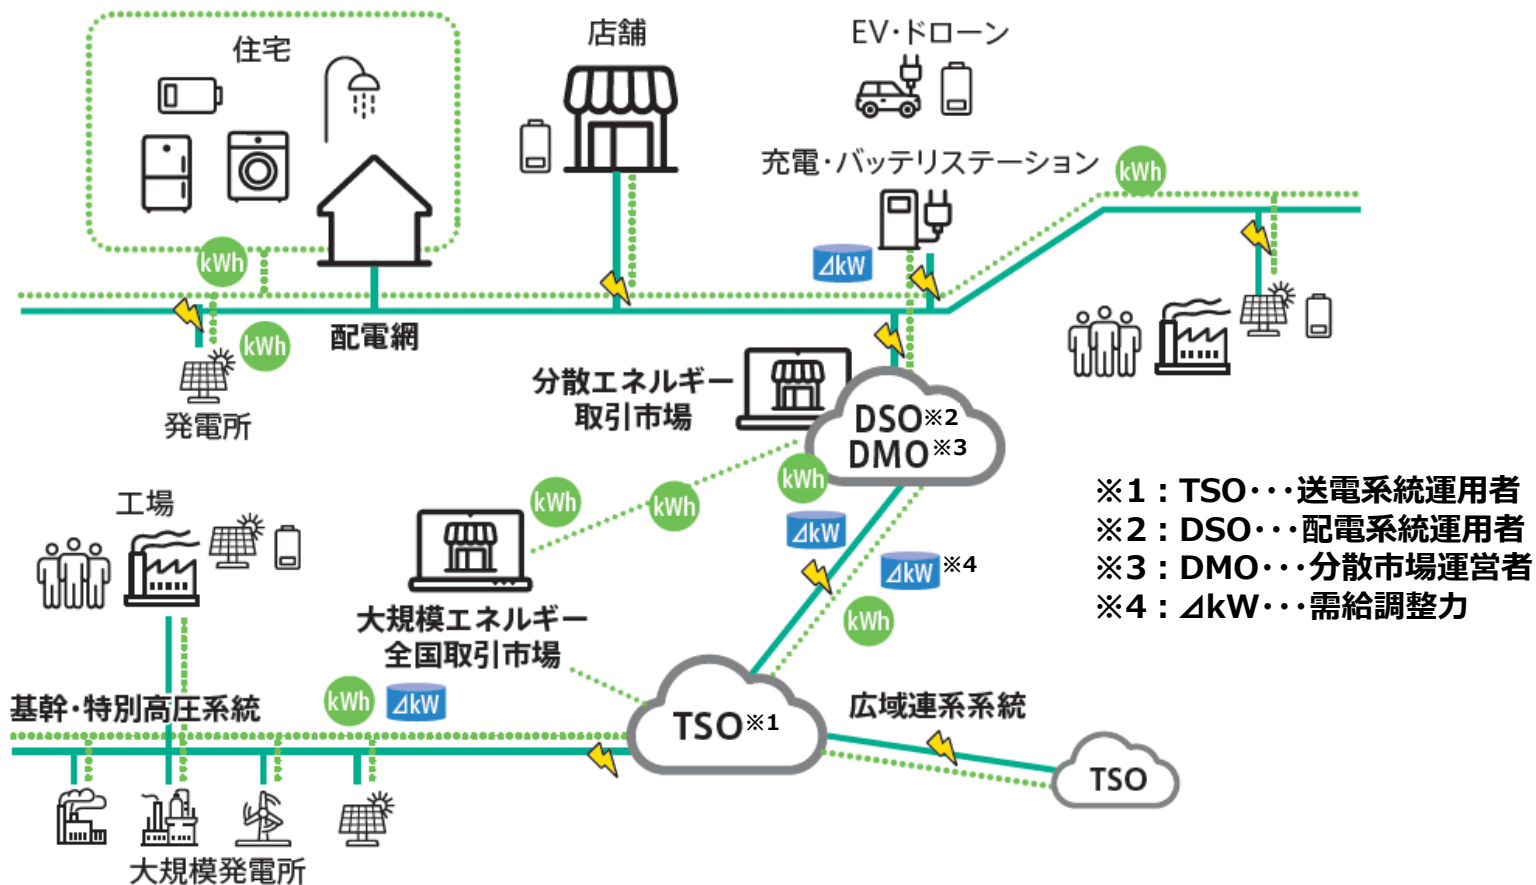 住宅
店舗
EV・ドローン
充電・バッテリステーション
kWh
kWh
⊿kW
kWh
配電網
発電所
分散エネルギー
取引市場
DSO※2
DMO※3
kWh
kWh
kWh
⊿kW
⊿kW※4
kWh
※1：TSO･･･送電系統運用者
※2：DSO･･･配電系統運用者
※3：DMO･･･分散市場運営者
※4：⊿kW･･･需給調整力
工場
大規模エネルギー
全国取引市場
基幹・特別高圧系統
kWh
⊿kW
TSO※1
広域連系系統
TSO
大規模発電所